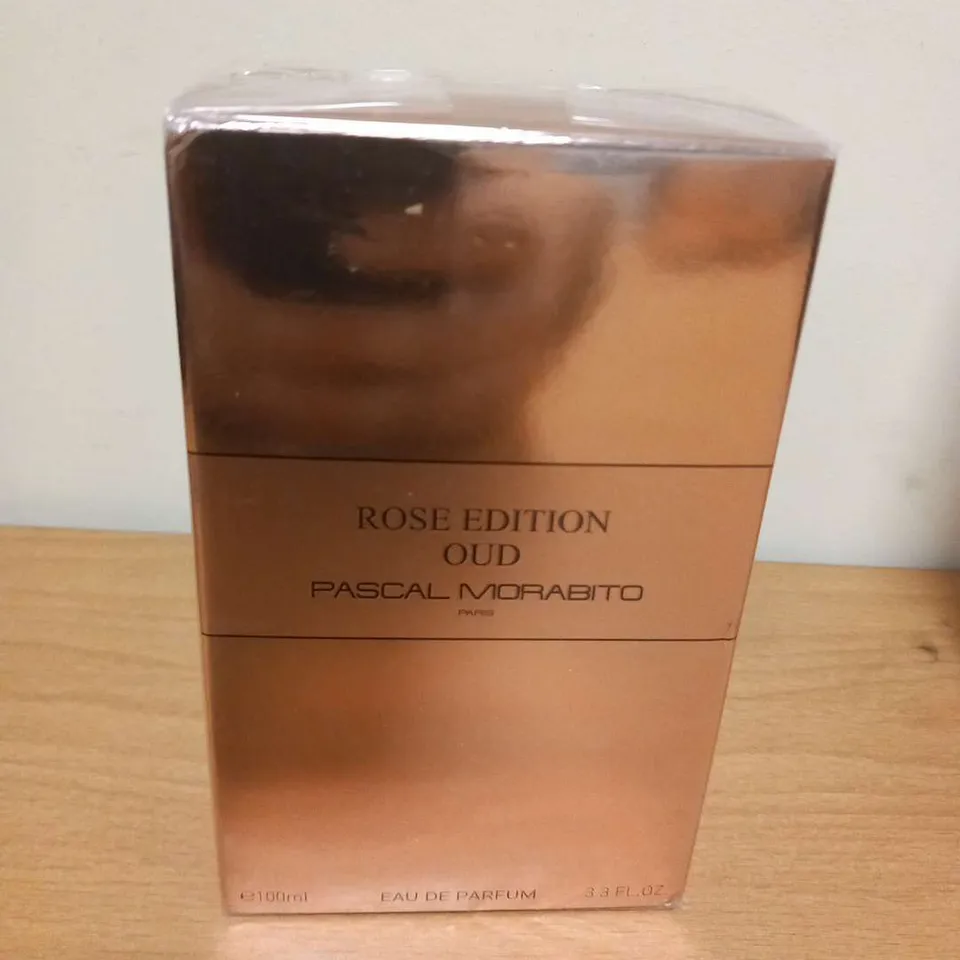 ROSE EDITION
OUD
PASCAL MORABITO
PARIS
℮100ml EAU DE PARFUM 3.3 FL.OZ